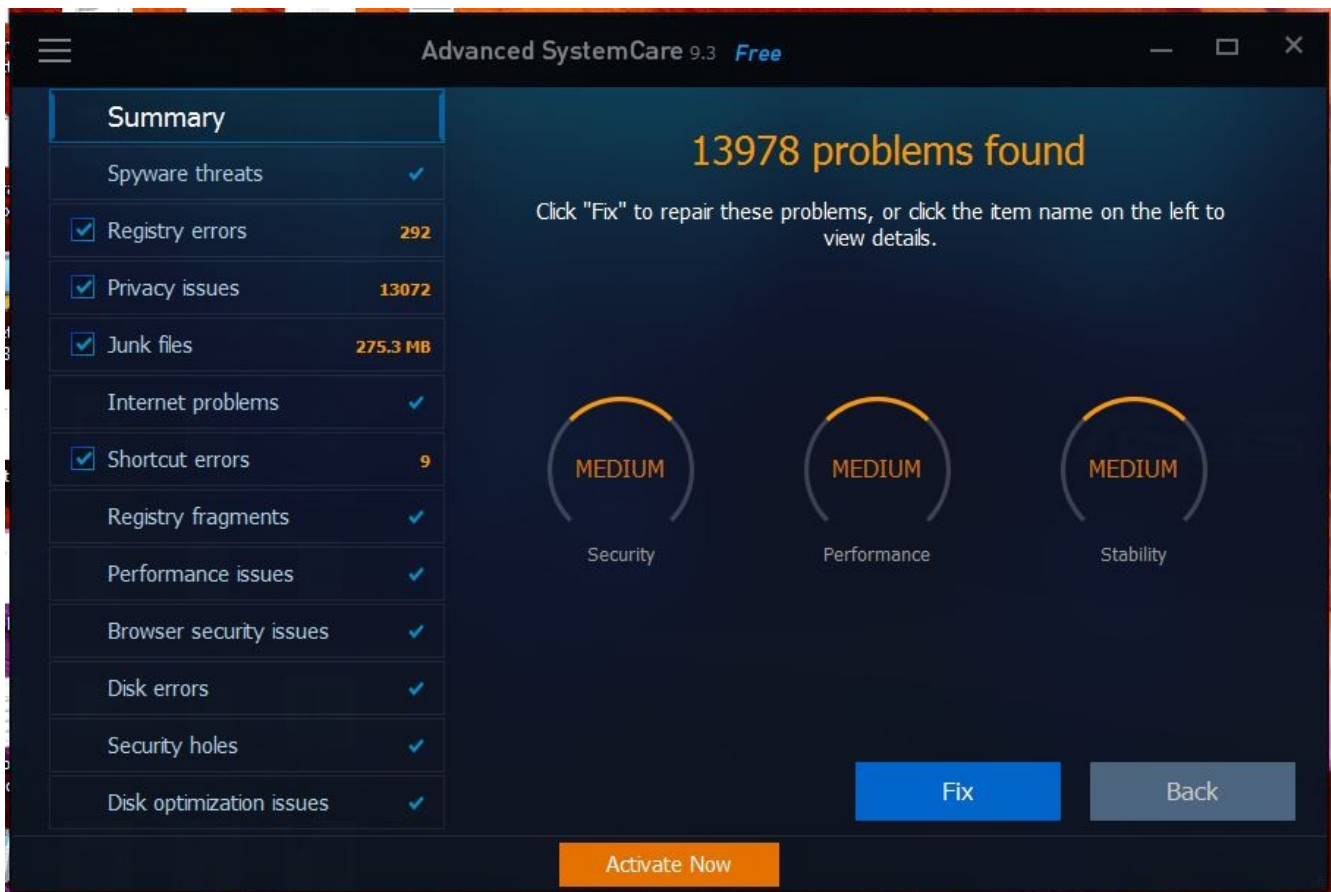 Advanced SystemCare 9.3 Free
Summary
Spyware threats
Registry errors 292
Privacy issues 13072
Junk files 275.3 MB
Internet problems
Shortcut errors 9
Registry fragments
Performance issues
Browser security issues
Disk errors
Security holes
Disk optimization issues
13978 problems found
Click "Fix" to repair these problems, or click the item name on the left to
view details.
MEDIUM
Security
MEDIUM
Performance
MEDIUM
Stability
Fix
Back
Activate Now